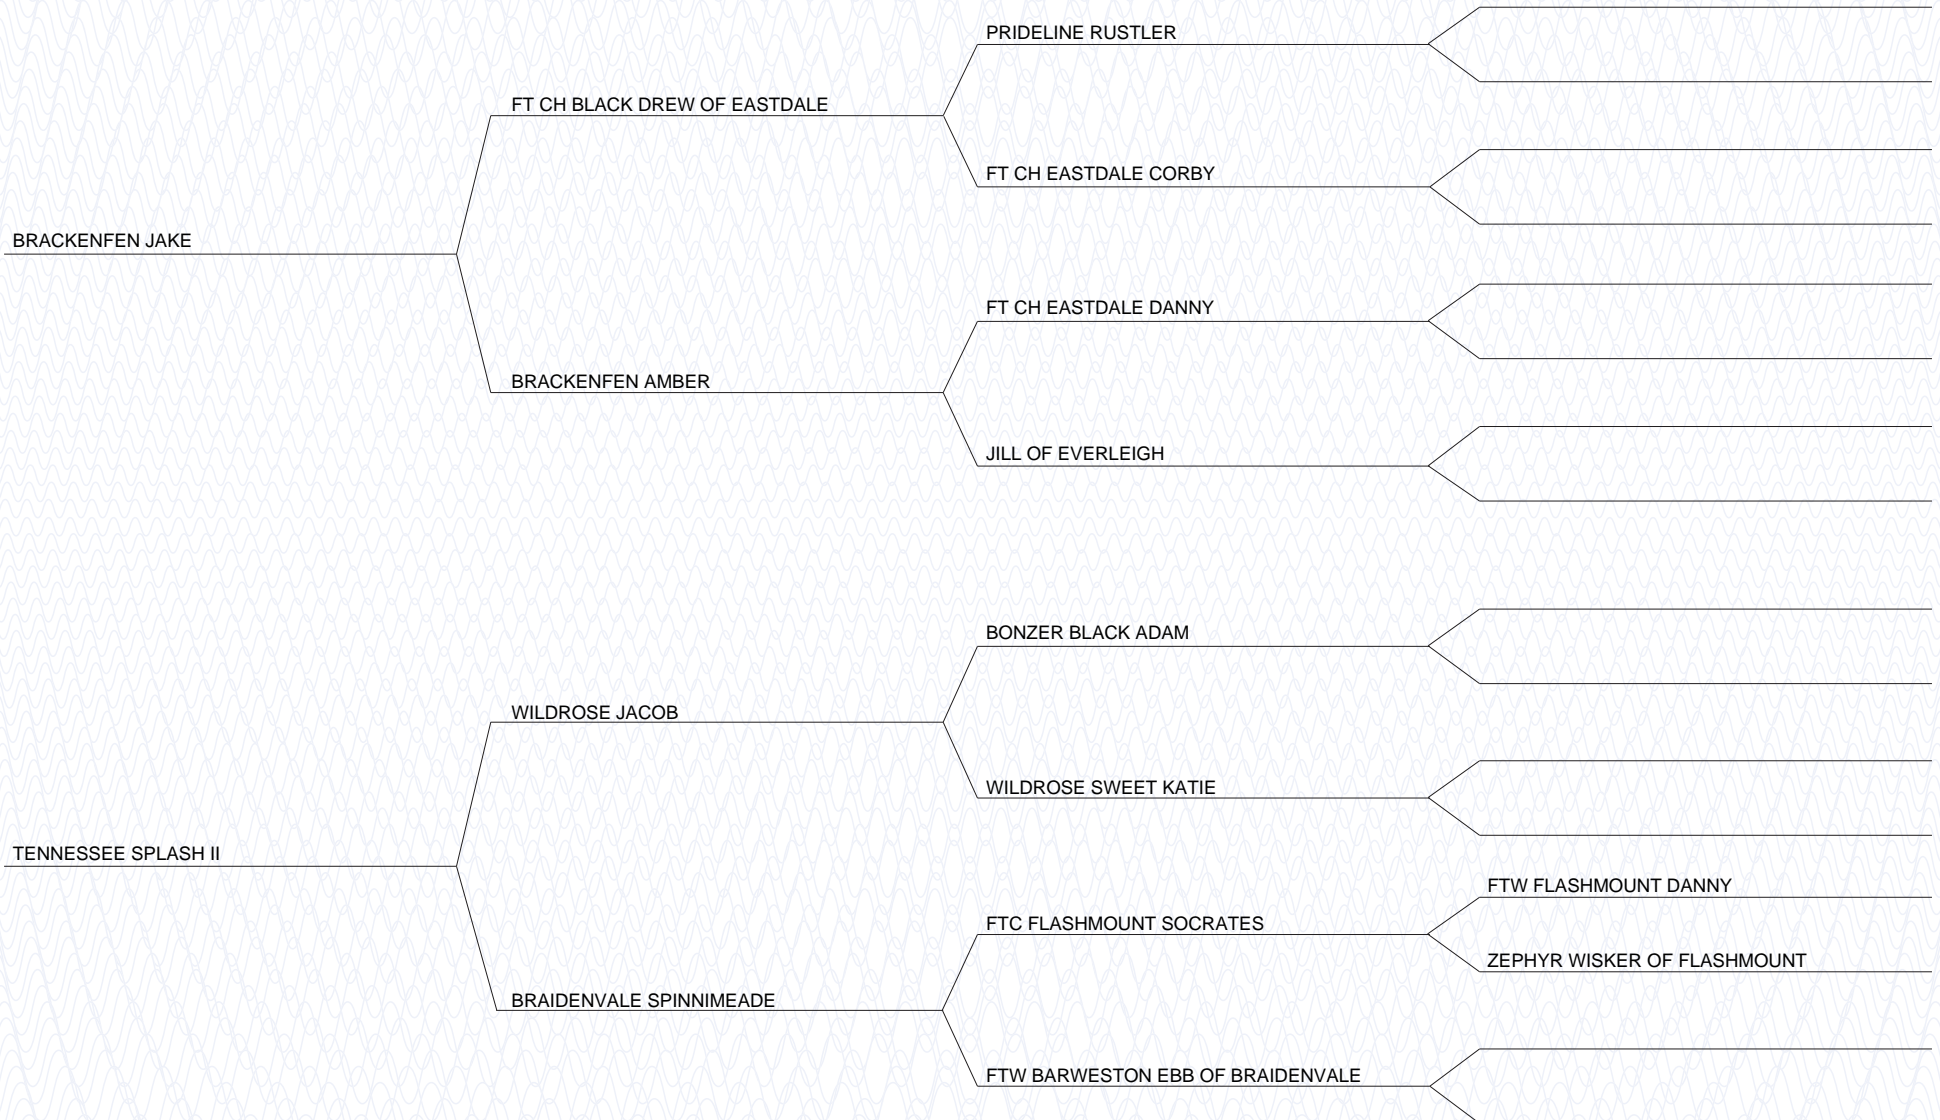 PRIDELINE RUSTLER
FT CH BLACK DREW OF EASTDALE
FT CH EASTDALE CORBY
BRACKENFEN JAKE
FT CH EASTDALE DANNY
BRACKENFEN AMBER
JILL OF EVERLEIGH
BONZER BLACK ADAM
WILDROSE JACOB
WILDROSE SWEET KATIE
TENNESSEE SPLASH II
FTW FLASHMOUNT DANNY
FTC FLASHMOUNT SOCRATES
ZEPHYR WISKER OF FLASHMOUNT
BRAIDENVALE SPINNIMEADE
FTW BARWESTON EBB OF BRAIDENVALE